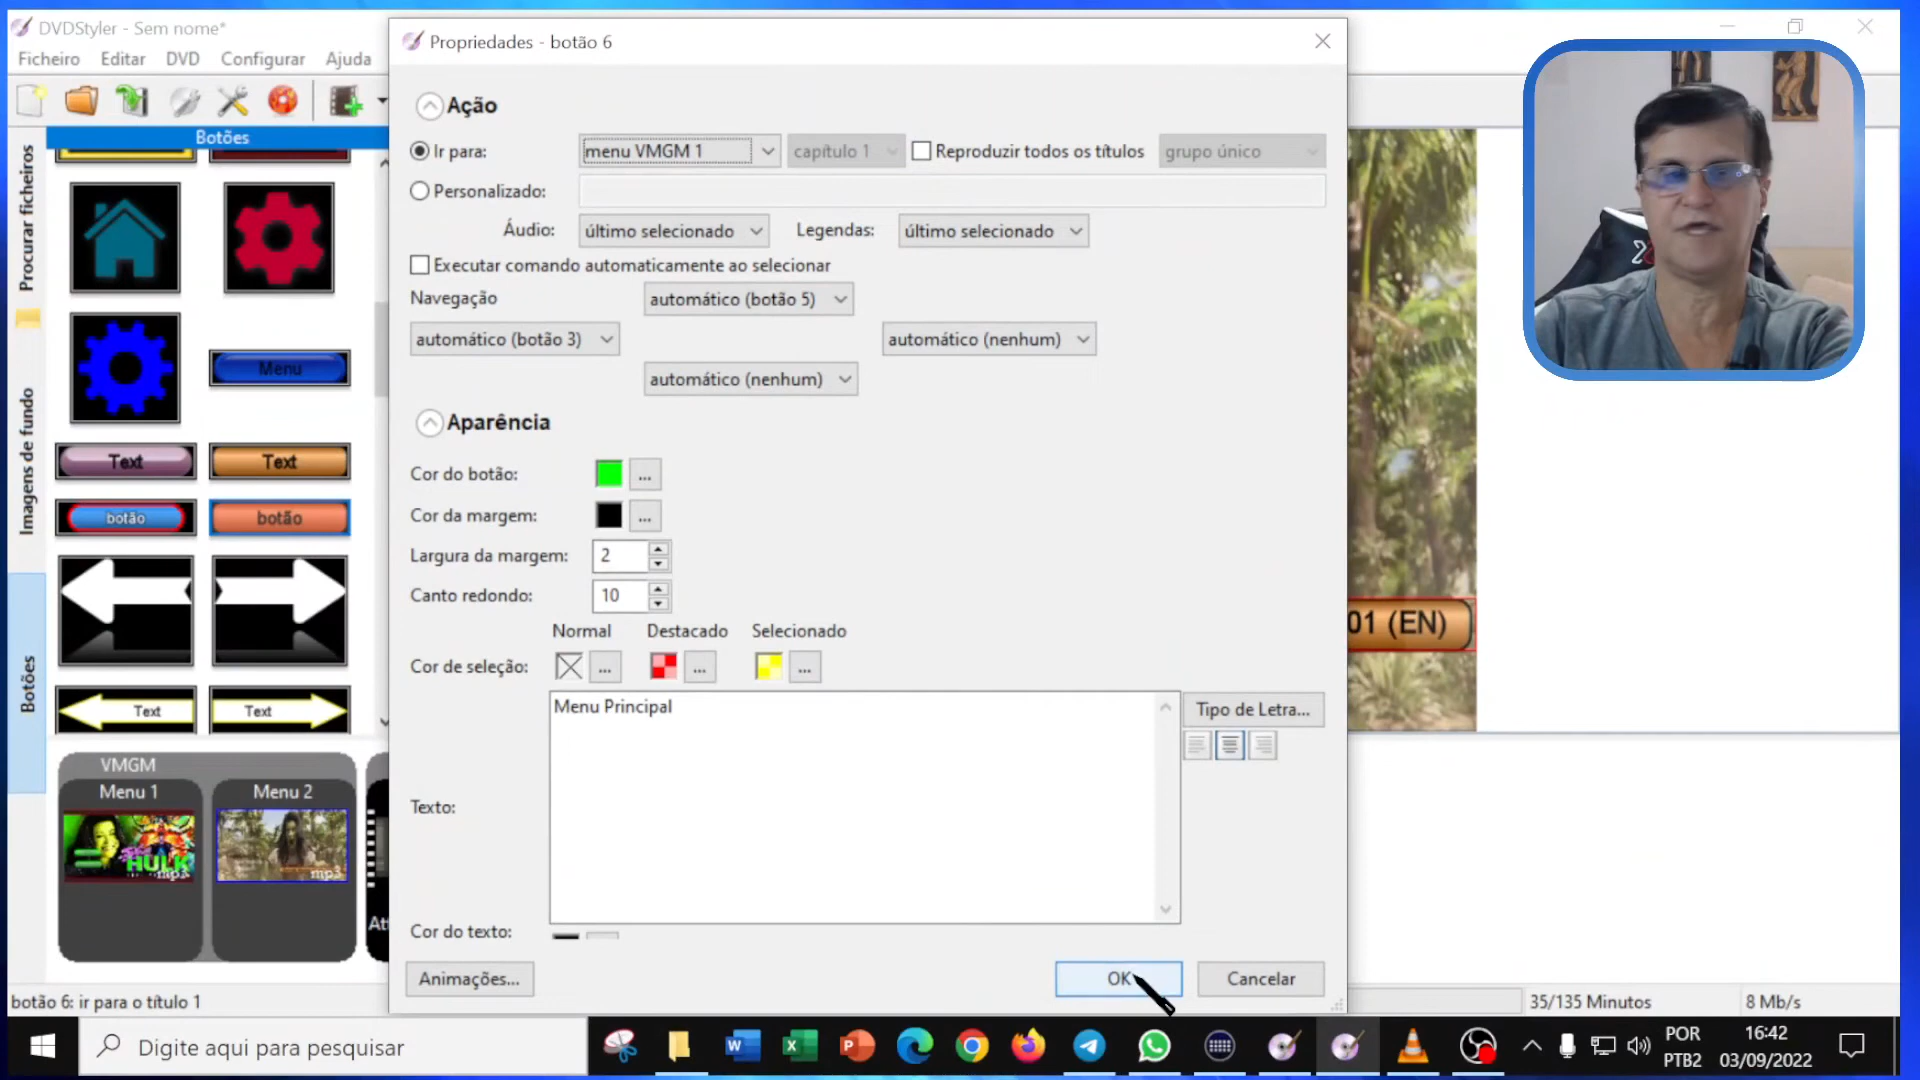 DVDStyler - Sem nome*
Ficheiro Editar DVD Configurar Ajuda
Botões
Procurar ficheiros
Imagens de fundo
Botões
Menu
Text Text
botão botão
Text Text
VMGM
Menu 1 Menu 2
HULK
mp3 mp3
botão 6: ir para o título 1
Propriedades - botão 6
Ação
Ir para: menu VMGM 1 capítulo 1 Reproduzir todos os títulos grupo único
Personalizado:
Áudio: último selecionado Legendas: último selecionado
Executar comando automaticamente ao selecionar
Navegação automático (botão 5)
automático (botão 3) automático (nenhum)
automático (nenhum)
Aparência
Cor do botão: ...
Cor da margem: ...
Largura da margem: 2
Canto redondo: 10
Normal Destacado Selecionado
Cor de seleção: ... ... ...
Menu Principal
Tipo de Letra...
Texto:
Cor do texto:
Animações... OK Cancelar
01 (EN)
35/135 Minutos 8 Mb/s
Digite aqui para pesquisar
POR
PTB2
16:42
03/09/2022